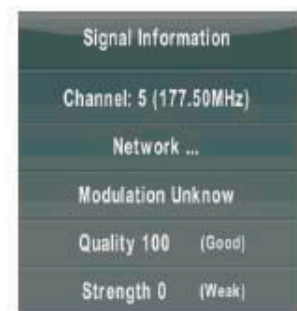 Signal Information
Channel: 5 (177.50MHz)
Network ...
Modulation Unknow
Quality 100 (Good)
Strength 0 (Weak)